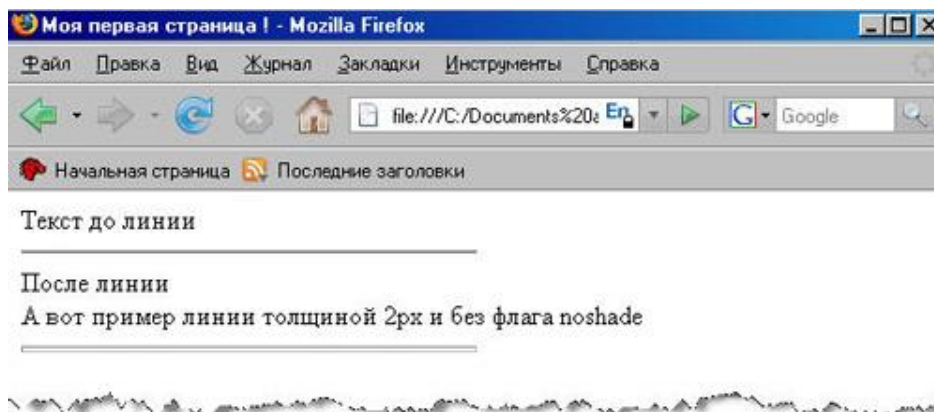 Моя первая страница ! - Mozilla Firefox
Файл Правка Вид Журнал Закладки Инструменты Справка
file:///C:/Documents%20 En G Google
Начальная страница Последние заголовки
Текст до линии
После линии
А вот пример линии толщиной 2px и без флага noshade